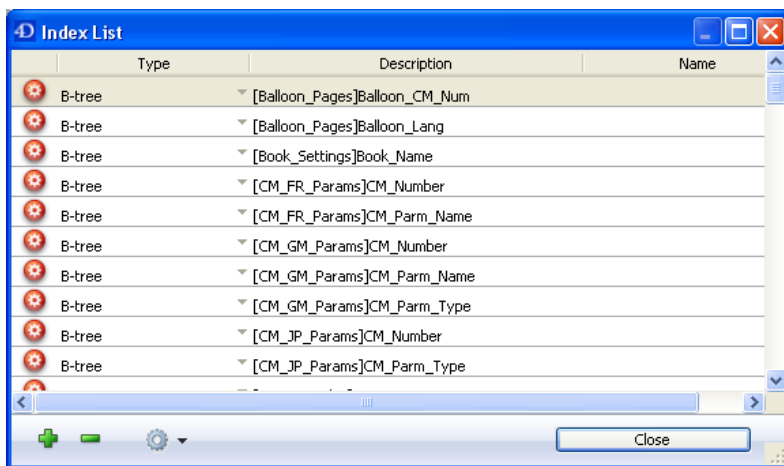 4D Index List
Type Description Name
B-tree [Balloon_Pages]Balloon_CM_Num
B-tree [Balloon_Pages]Balloon_Lang
B-tree [Book_Settings]Book_Name
B-tree [CM_FR_Params]CM_Number
B-tree [CM_FR_Params]CM_Parm_Name
B-tree [CM_GM_Params]CM_Number
B-tree [CM_GM_Params]CM_Parm_Name
B-tree [CM_GM_Params]CM_Parm_Type
B-tree [CM_JP_Params]CM_Number
B-tree [CM_JP_Params]CM_Parm_Type
Close